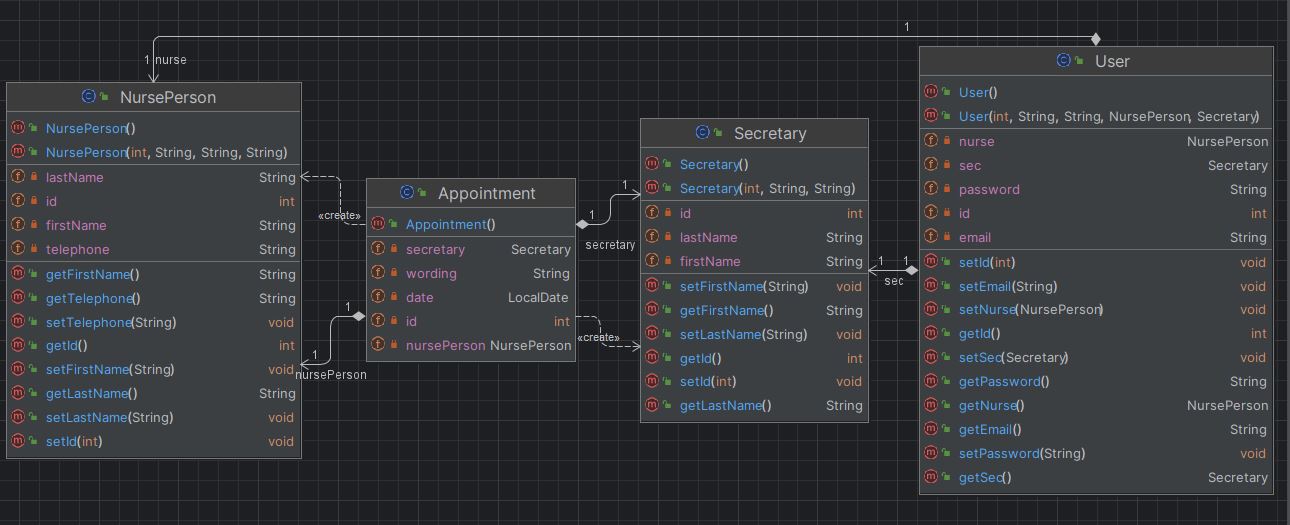 1
1 nurse
NursePerson
NursePerson()
NursePerson(int, String, String, String)
lastName String
id int
firstName String
telephone String
getFirstName() String
getTelephone() String
setTelephone(String) void
getId() int
setFirstName(String) void
getLastName() String
setLastName(String) void
setId(int) void
«create»
Appointment
Appointment()
secretary Secretary
wording String
date LocalDate
id int
nursePerson NursePerson
1
1
nursePerson
1
1
secretary
«create»
Secretary
Secretary()
Secretary(int, String, String)
id int
lastName String
firstName String
setFirstName(String) void
getFirstName() String
setLastName(String) void
getId() int
setId(int) void
getLastName() String
1 1
sec
User
User()
User(int, String, String, NursePerson, Secretary)
nurse NursePerson
sec Secretary
password String
id int
email String
setId(int) void
setEmail(String) void
setNurse(NursePerson) void
getId() int
setSec(Secretary) void
getPassword() String
getNurse() NursePerson
getEmail() String
setPassword(String) void
getSec() Secretary